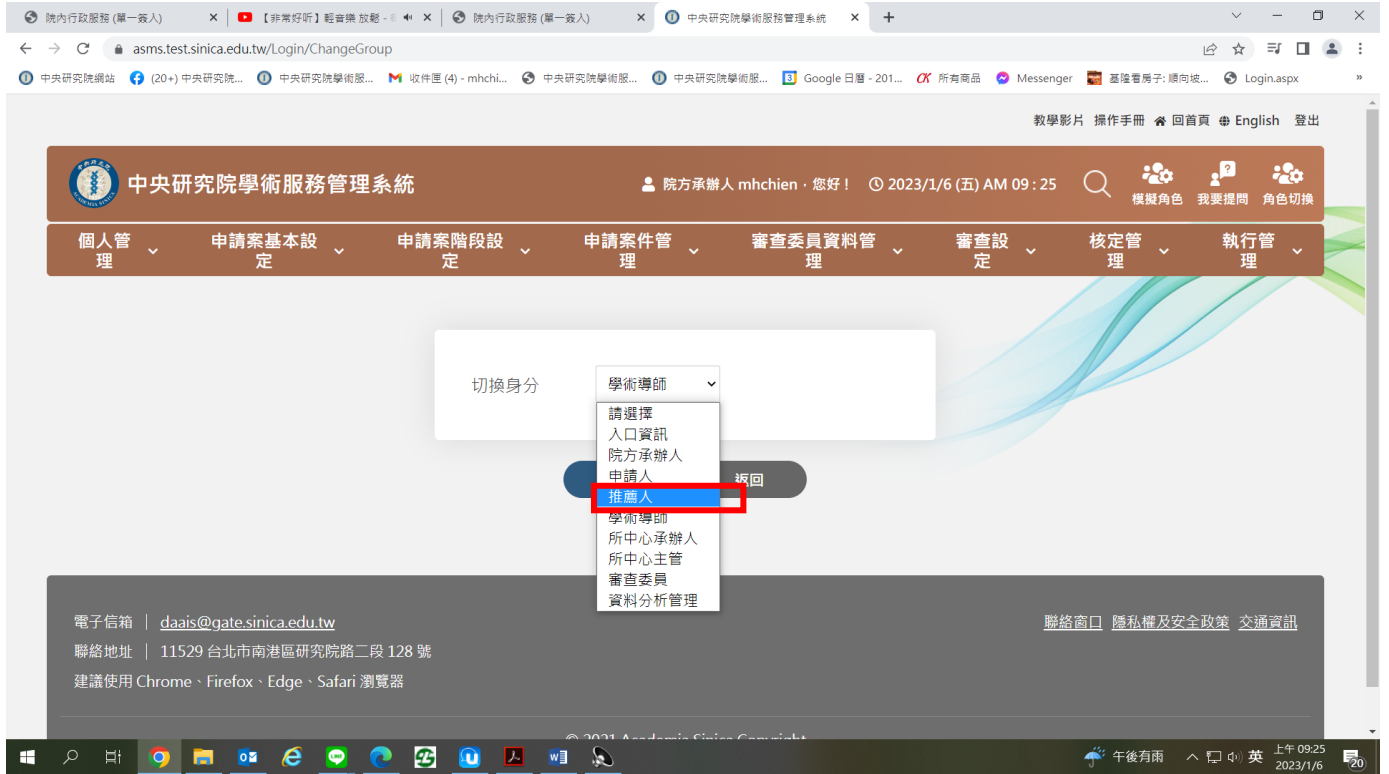 院內行政服務 (單一簽入)
【非常好听】輕音樂 放鬆 -
院內行政服務 (單一簽入)
中央研究院學術服務管理系統
asms.test.sinica.edu.tw/Login/ChangeGroup
中央研究院網站
(20+) 中央研究院...
中央研究院學術服...
收件匣 (4) - mhchi...
中央研究院學術服...
中央研究院學術服...
Google 日曆 - 201...
所有商品
Messenger
基隆看房子: 順向坡...
Login.aspx
»
教學影片 操作手冊 回首頁 English 登出
中央研究院學術服務管理系統
院方承辦人 mhchien,您好! 2023/1/6 (五) AM 09 : 25
模擬角色 我要提問 角色切換
個人管理
申請案基本設定
申請案階段設定
申請案件管理
審查委員資料管理
審查設定
核定管理
執行管理
切換身分
學術導師
請選擇
入口資訊
院方承辦人
申請人
推薦人
學術導師
所中心承辦人
所中心主管
審查委員
資料分析管理
返回
電子信箱 | daais@gate.sinica.edu.tw
聯絡窗口 隱私權及安全政策 交通資訊
聯絡地址 | 11529 台北市南港區研究院路二段 128 號
建議使用 Chrome、Firefox、Edge、Safari 瀏覽器
© 2021 Academia Sinica Copyright
午後有雨
英
上午 09:25
2023/1/6
20